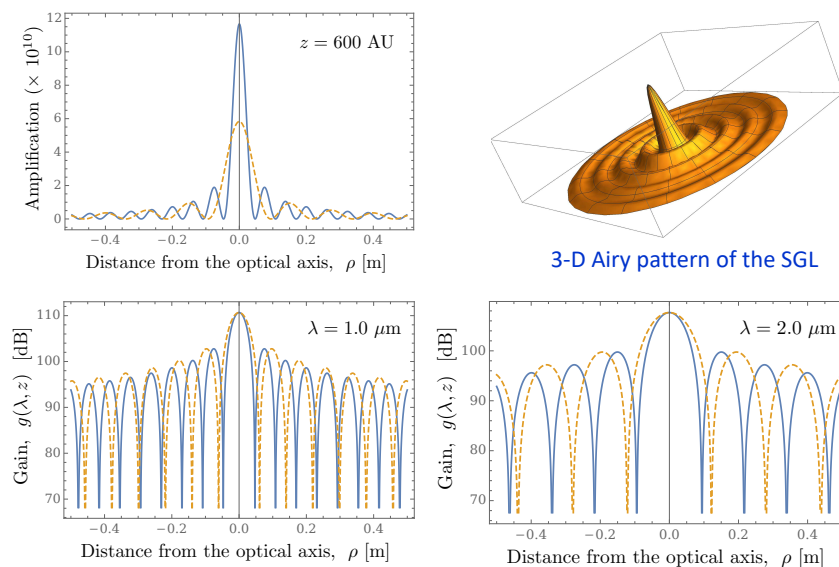 12
10
8
6
4
2
0
Amplification (× 10¹⁰)
z = 600 AU
−0.4 −0.2 0.0 0.2 0.4
Distance from the optical axis, ρ [m]
3-D Airy pattern of the SGL
110
100
90
80
70
Gain, g(λ, z) [dB]
λ = 1.0 μm
−0.4 −0.2 0.0 0.2 0.4
Distance from the optical axis, ρ [m]
100
90
80
70
Gain, g(λ, z) [dB]
λ = 2.0 μm
−0.4 −0.2 0.0 0.2 0.4
Distance from the optical axis, ρ [m]